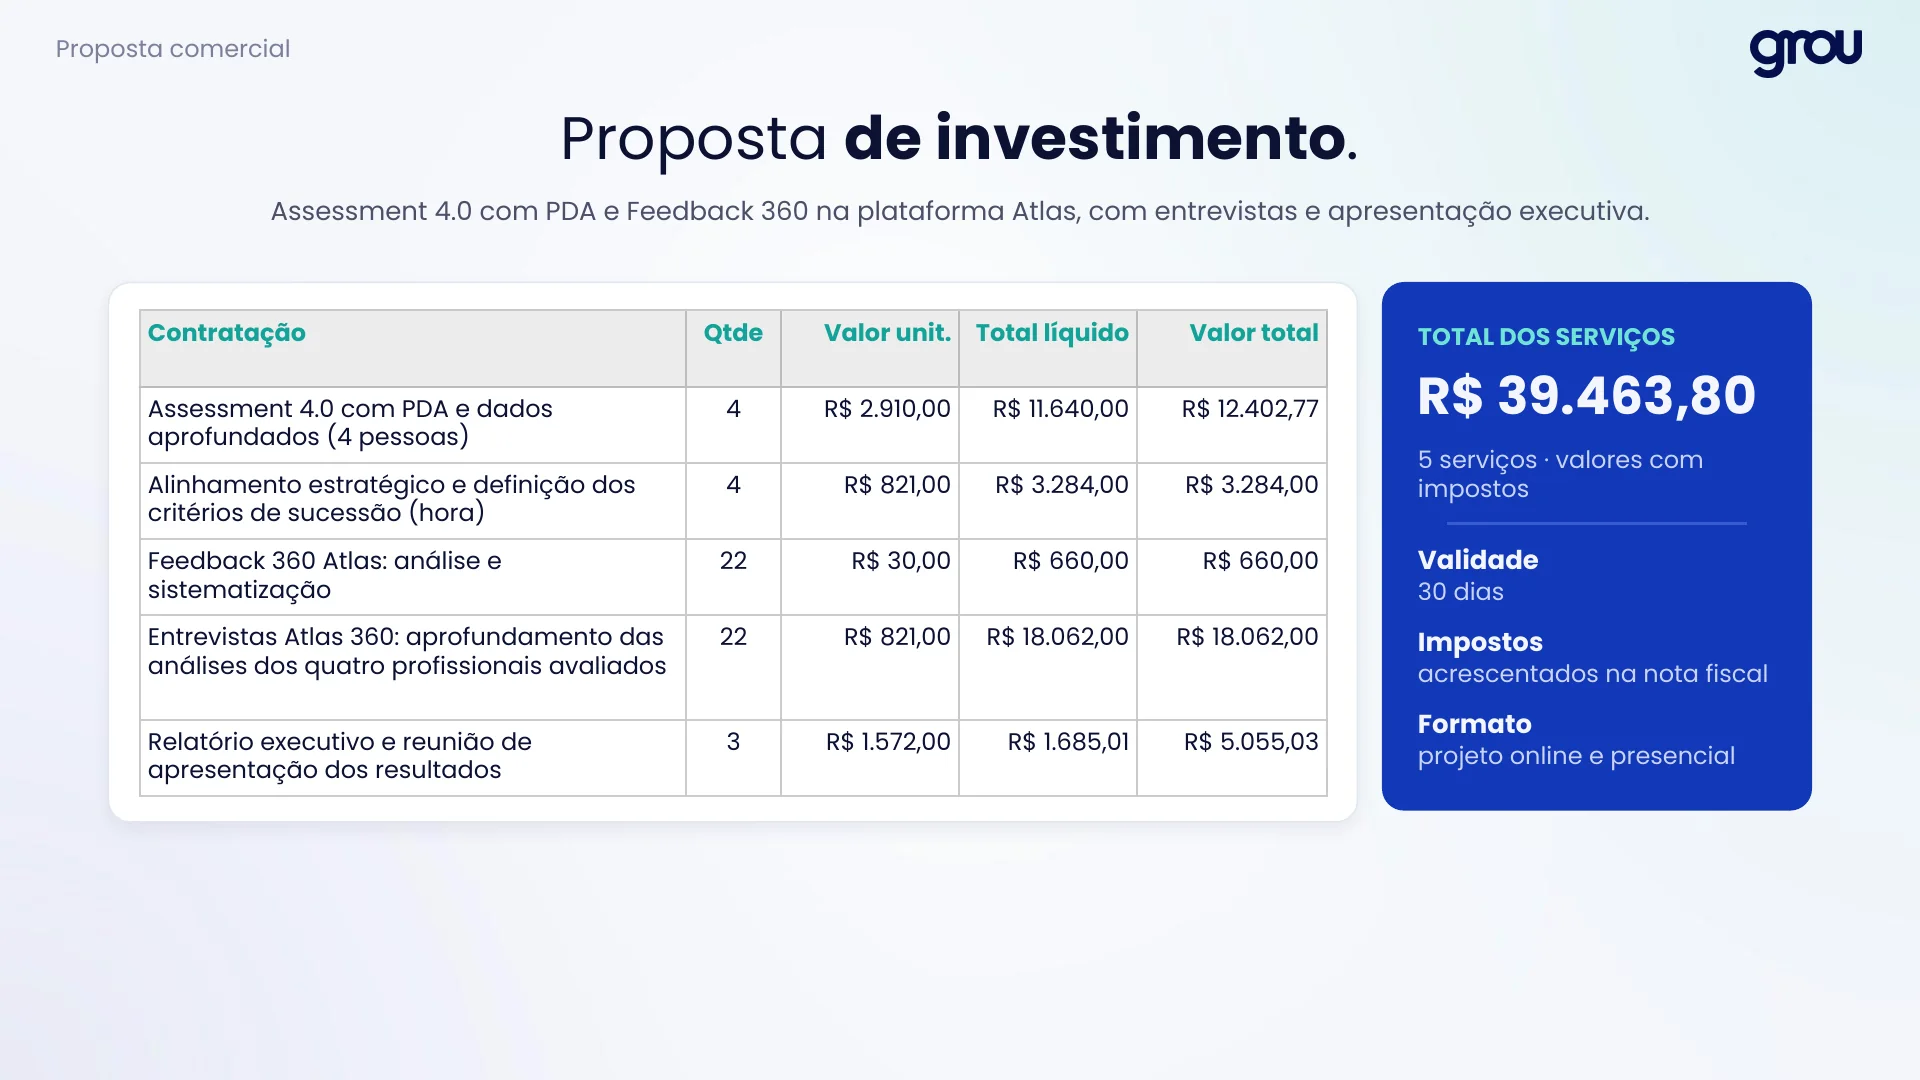 Proposta comercial
grou
Proposta de investimento.
Assessment 4.0 com PDA e Feedback 360 na plataforma Atlas, com entrevistas e apresentação executiva.
Contratação Qtde Valor unit. Total líquido Valor total
Assessment 4.0 com PDA e dados
aprofundados (4 pessoas)
4 R$ 2.910,00 R$ 11.640,00 R$ 12.402,77
Alinhamento estratégico e definição dos
critérios de sucessão (hora)
4 R$ 821,00 R$ 3.284,00 R$ 3.284,00
Feedback 360 Atlas: análise e
sistematização
22 R$ 30,00 R$ 660,00 R$ 660,00
Entrevistas Atlas 360: aprofundamento das
análises dos quatro profissionais avaliados
22 R$ 821,00 R$ 18.062,00 R$ 18.062,00
Relatório executivo e reunião de
apresentação dos resultados
3 R$ 1.572,00 R$ 1.685,01 R$ 5.055,03
TOTAL DOS SERVIÇOS
R$ 39.463,80
5 serviços · valores com
impostos
Validade
30 dias
Impostos
acrescentados na nota fiscal
Formato
projeto online e presencial